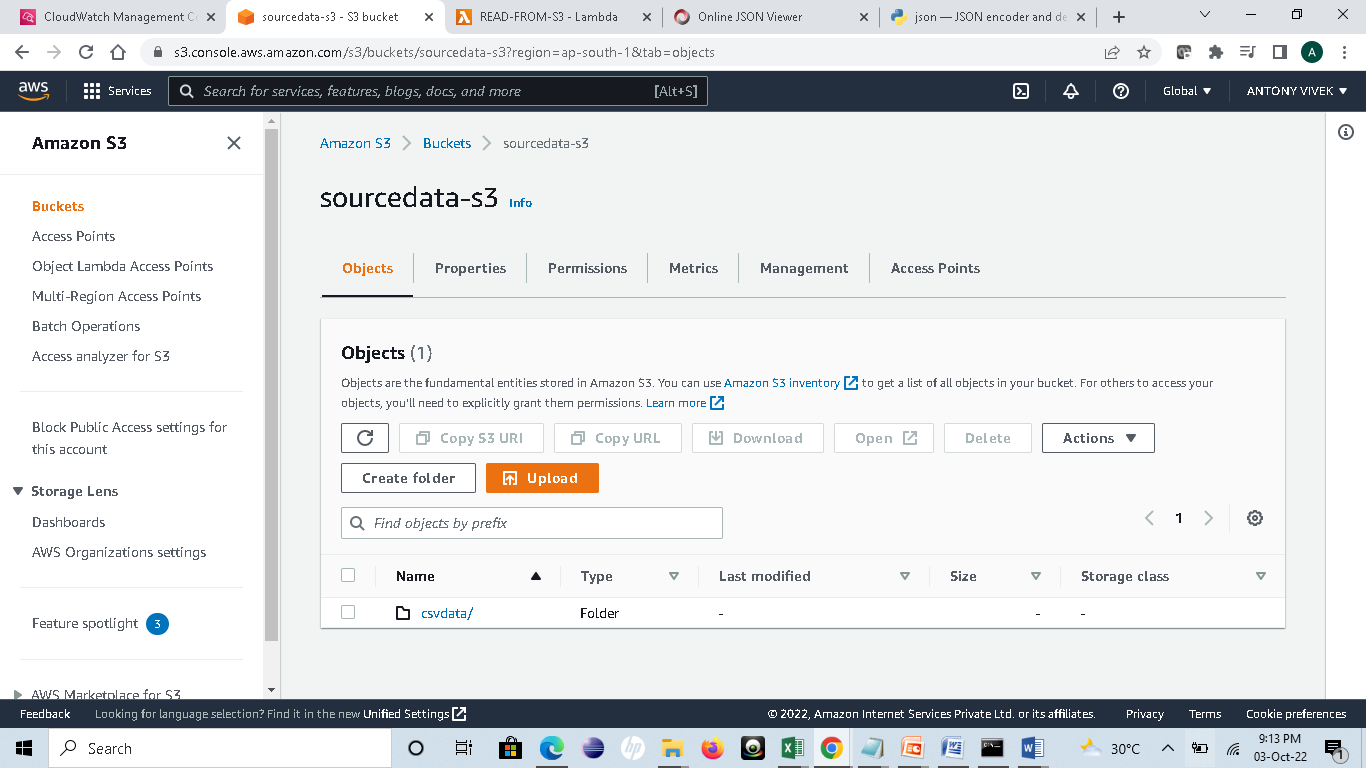 CloudWatch Management C
sourcedata-s3 - S3 bucket
READ-FROM-S3 - Lambda
Online JSON Viewer
json — JSON encoder and de
s3.console.aws.amazon.com/s3/buckets/sourcedata-s3?region=ap-south-1&tab=objects
A
aws
Services
Search for services, features, blogs, docs, and more
[Alt+S]
Global
ANTONY VIVEK
Amazon S3
Buckets
Access Points
Object Lambda Access Points
Multi-Region Access Points
Batch Operations
Access analyzer for S3
Block Public Access settings for
this account
Storage Lens
Dashboards
AWS Organizations settings
Feature spotlight 3
AWS Marketplace for S3
Amazon S3 > Buckets > sourcedata-s3
sourcedata-s3 Info
Objects
Properties
Permissions
Metrics
Management
Access Points
Objects (1)
Objects are the fundamental entities stored in Amazon S3. You can use Amazon S3 inventory to get a list of all objects in your bucket. For others to access your
objects, you'll need to explicitly grant them permissions. Learn more
Copy S3 URI
Copy URL
Download
Open
Delete
Actions
Create folder
Upload
Find objects by prefix
1
Name
Type
Last modified
Size
Storage class
csvdata/
Folder
-
-
-
Feedback
Looking for language selection? Find it in the new Unified Settings
© 2022, Amazon Internet Services Private Ltd. or its affiliates.
Privacy
Terms
Cookie preferences
Search
hp
30°C
9:13 PM
03-Oct-22
1